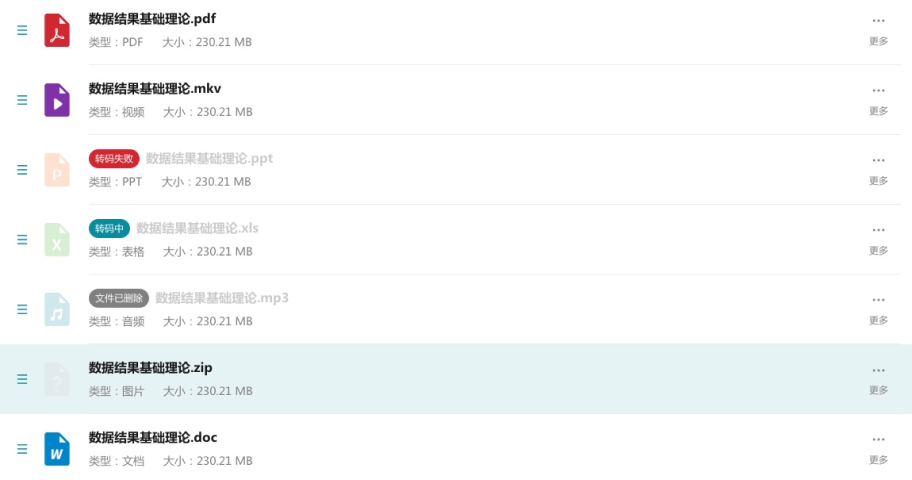 数据结果基础理论.pdf
类型：PDF 大小：230.21 MB
更多
数据结果基础理论.mkv
类型：视频 大小：230.21 MB
更多
转码失败 数据结果基础理论.ppt
P
类型：PPT 大小：230.21 MB
更多
转码中 数据结果基础理论.xls
X
类型：表格 大小：230.21 MB
更多
文件已删除 数据结果基础理论.mp3
类型：音频 大小：230.21 MB
更多
数据结果基础理论.zip
?
类型：图片 大小：230.21 MB
更多
数据结果基础理论.doc
W
类型：文档 大小：230.21 MB
更多